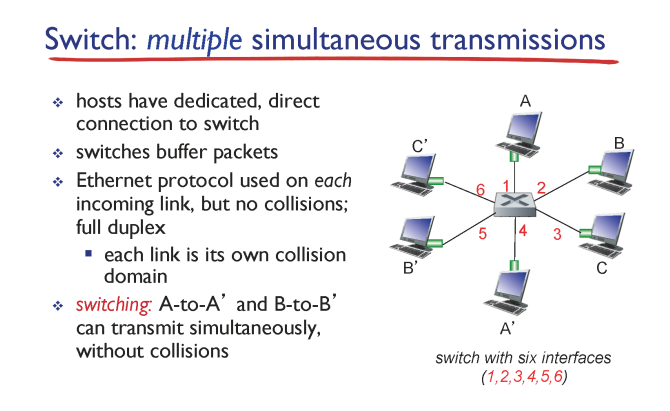 Switch: multiple simultaneous transmissions
❖ hosts have dedicated, direct
connection to switch
❖ switches buffer packets
❖ Ethernet protocol used on each
incoming link, but no collisions;
full duplex
▪ each link is its own collision
domain
❖ switching: A-to-A’ and B-to-B’
can transmit simultaneously,
without collisions
A
B
C’
6
1
2
5
4
3
B’
C
A’
switch with six interfaces
(1,2,3,4,5,6)